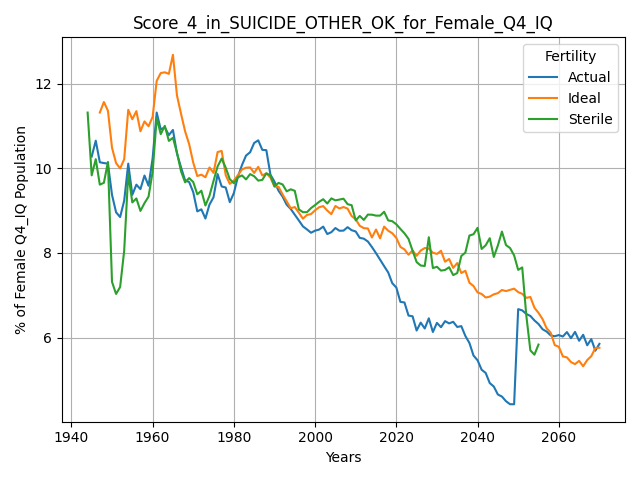 Score_4_in_SUICIDE_OTHER_OK_for_Female_Q4_IQ
Fertility
Actual
Ideal
Sterile
% of Female Q4_IQ Population
12
10
8
6
1940 1960 1980 2000 2020 2040 2060
Years